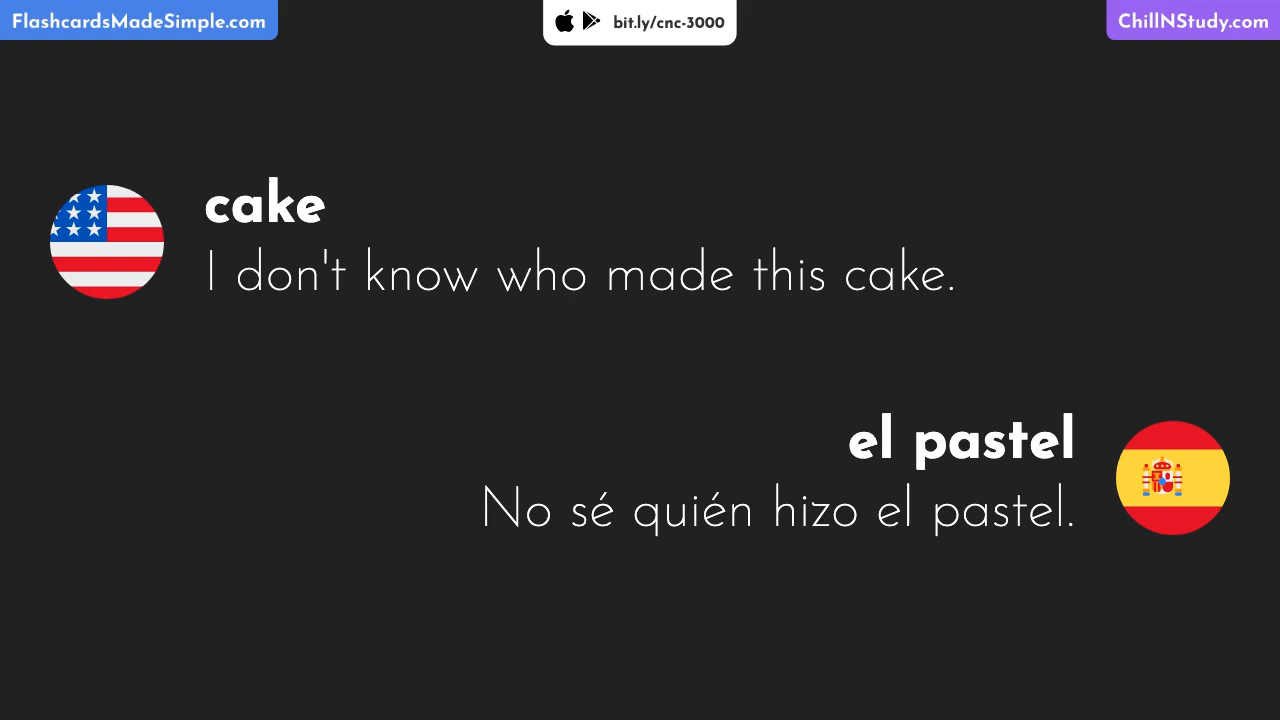 FlashcardsMadeSimple.com
bit.ly/cnc-3000
ChillNStudy.com
cake
I don't know who made this cake.
el pastel
No sé quién hizo el pastel.